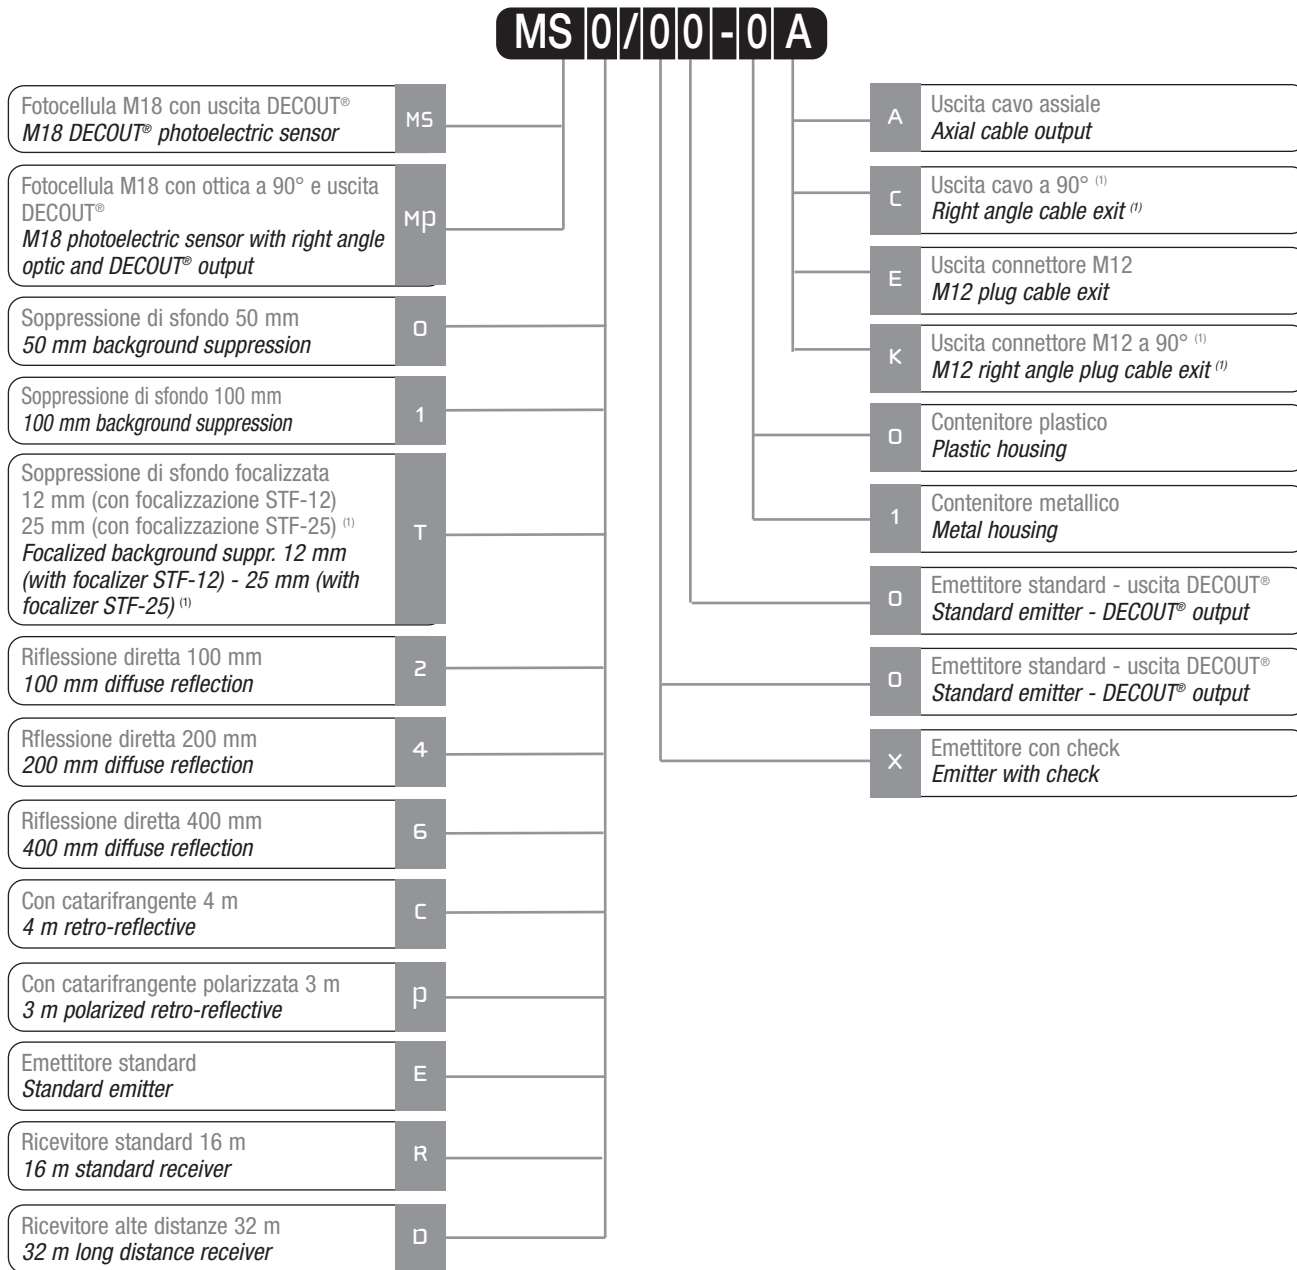 MS0/00-0A
Fotocellula M18 con uscita DECOUT®
M18 DECOUT® photoelectric sensor
MS
Fotocellula M18 con ottica a 90° e uscita
DECOUT®
M18 photoelectric sensor with right angle
optic and DECOUT® output
Mp
Soppressione di sfondo 50 mm
50 mm background suppression
0
Soppressione di sfondo 100 mm
100 mm background suppression
1
Soppressione di sfondo focalizzata
12 mm (con focalizzazione STF-12)
25 mm (con focalizzazione STF-25) (1)
Focalized background suppr. 12 mm
(with focalizer STF-12) - 25 mm (with
focalizer STF-25) (1)
T
Riflessione diretta 100 mm
100 mm diffuse reflection
2
Rflessione diretta 200 mm
200 mm diffuse reflection
4
Riflessione diretta 400 mm
400 mm diffuse reflection
6
Con catarifrangente 4 m
4 m retro-reflective
C
Con catarifrangente polarizzata 3 m
3 m polarized retro-reflective
p
Emettitore standard
Standard emitter
E
Ricevitore standard 16 m
16 m standard receiver
R
Ricevitore alte distanze 32 m
32 m long distance receiver
D
A
Uscita cavo assiale
Axial cable output
C
Uscita cavo a 90° (1)
Right angle cable exit (1)
E
Uscita connettore M12
M12 plug cable exit
K
Uscita connettore M12 a 90° (1)
M12 right angle plug cable exit (1)
0
Contenitore plastico
Plastic housing
1
Contenitore metallico
Metal housing
0
Emettitore standard - uscita DECOUT®
Standard emitter - DECOUT® output
0
Emettitore standard - uscita DECOUT®
Standard emitter - DECOUT® output
X
Emettitore con check
Emitter with check